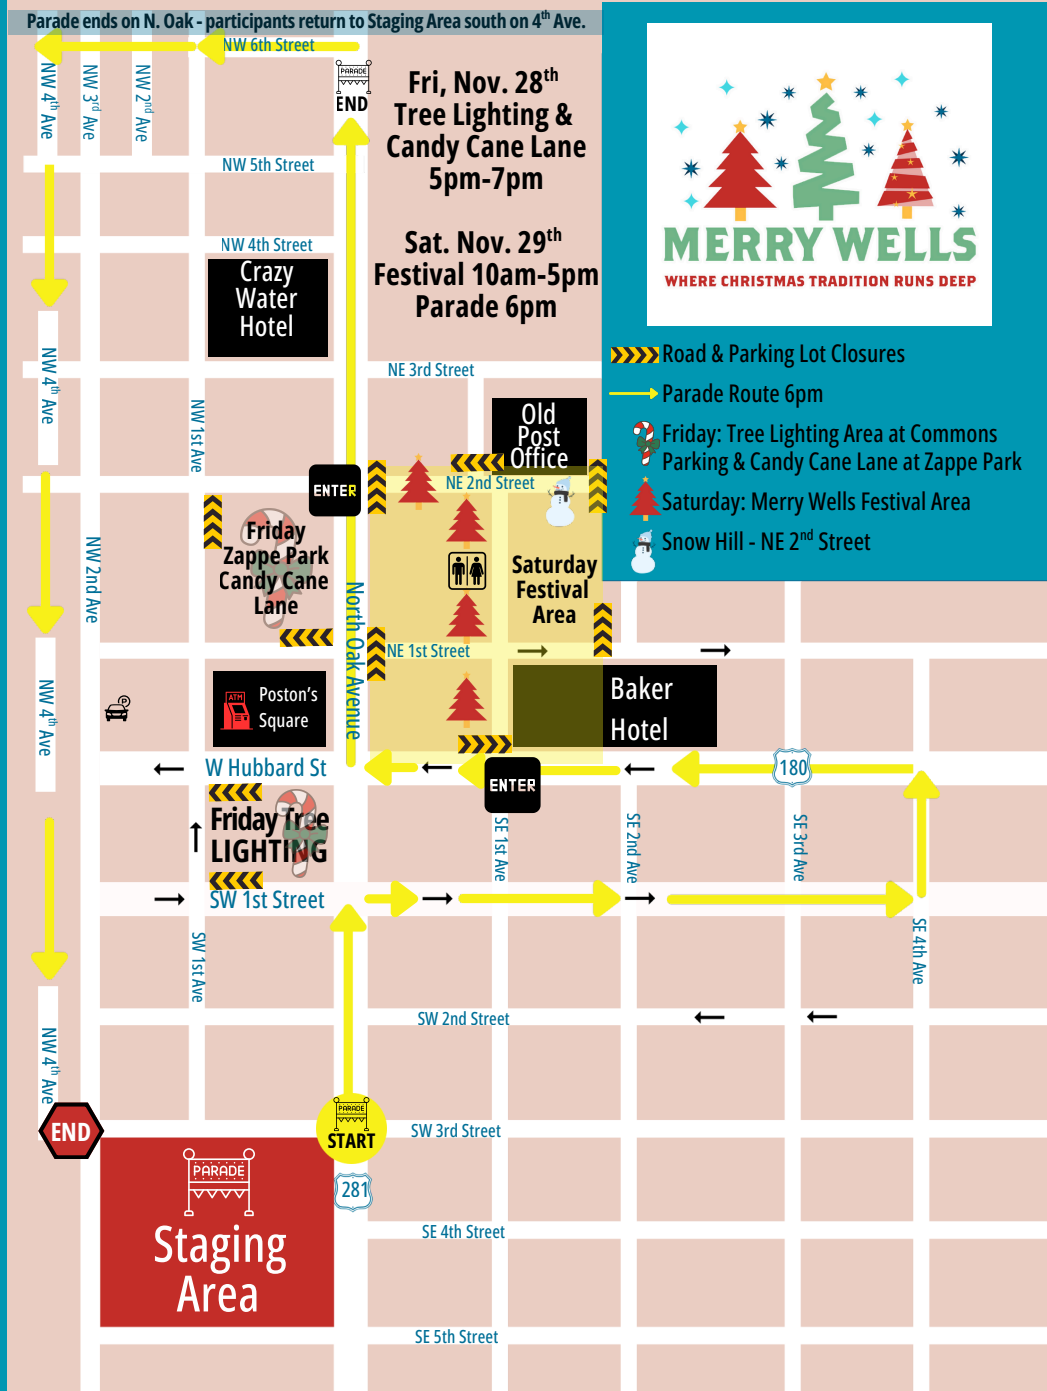 Parade ends on N. Oak - participants return to Staging Area south on 4th Ave.
NW 6th Street
NW 4th Ave
NW 3rd Ave
NW 2nd Ave
PARADE
END
Fri, Nov. 28th
Tree Lighting &
Candy Cane Lane
5pm-7pm
Sat. Nov. 29th
Festival 10am-5pm
Parade 6pm
MERRY WELLS
WHERE CHRISTMAS TRADITION RUNS DEEP
Road & Parking Lot Closures
Parade Route 6pm
Friday: Tree Lighting Area at Commons
Parking & Candy Cane Lane at Zappe Park
Saturday: Merry Wells Festival Area
Snow Hill - NE 2nd Street
NW 5th Street
NW 4th Street
Crazy
Water
Hotel
NW 4th Ave
NE 3rd Street
NW 1st Ave
Old
Post
Office
ENTER
NE 2nd Street
Friday
Zappe Park
Candy Cane
Lane
NW 2nd Ave
North Oak Avenue
Saturday
Festival
Area
NE 1st Street
NW 4th Ave
P
ATM
Poston's
Square
Baker
Hotel
W Hubbard St
180
ENTER
Friday Tree
LIGHTING
SE 1st Ave
SE 2nd Ave
SE 3rd Ave
SW 1st Street
SW 1st Ave
SE 4th Ave
SW 2nd Street
NW 4th Ave
END
PARADE
START
SW 3rd Street
281
PARADE
Staging
Area
SE 4th Street
SE 5th Street